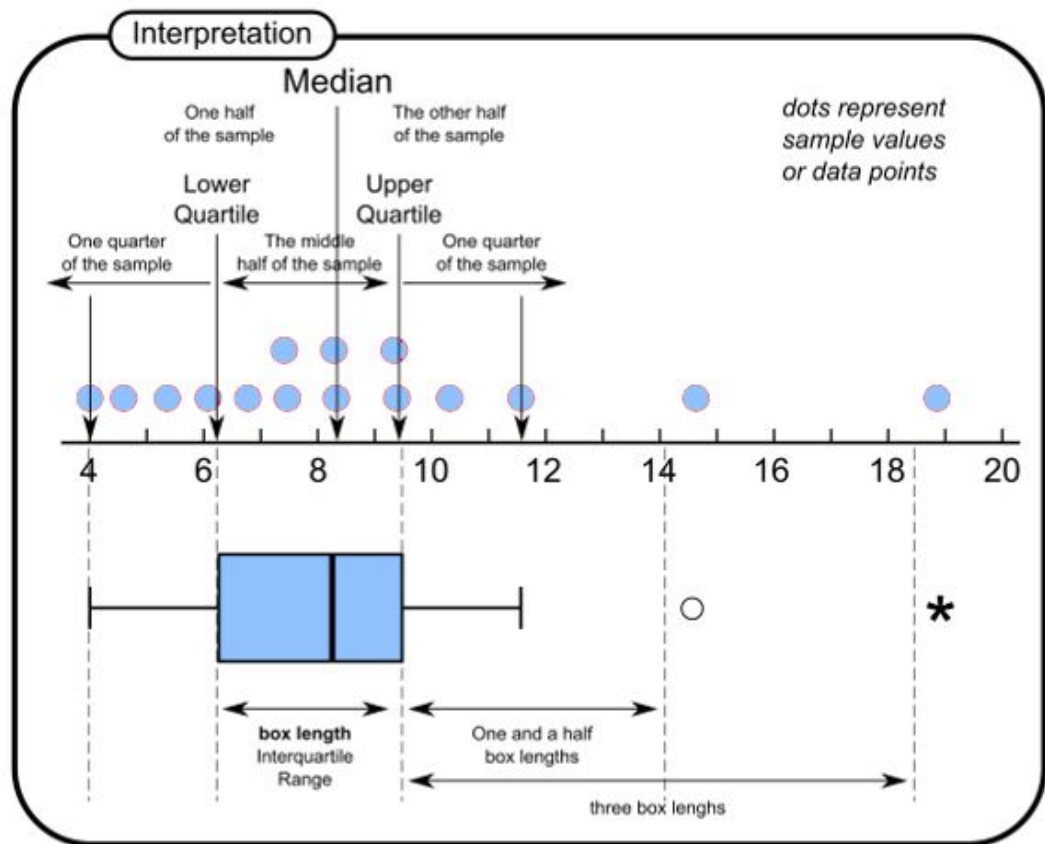 Interpretation
Median
One half
of the sample
The other half
of the sample
dots represent
sample values
or data points
Lower
Quartile
Upper
Quartile
One quarter
of the sample
The middle
half of the sample
One quarter
of the sample
4 6 8 10 12 14 16 18 20
*
box length
Interquartile
Range
One and a half
box lengths
three box lenghs